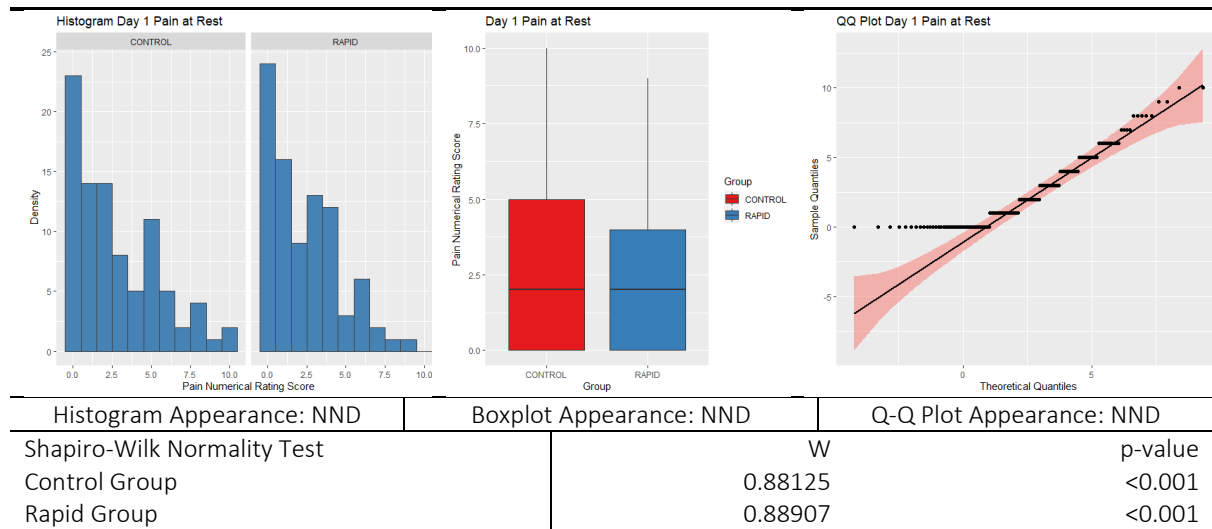 Histogram Day 1 Pain at Rest
CONTROL
RAPID
25
20
15
10
5
0
Density
0.0 2.5 5.0 7.5 10.0
0.0 2.5 5.0 7.5 10.0
Pain Numerical Rating Score
Day 1 Pain at Rest
10.0
7.5
5.0
2.5
0.0
Pain Numerical Rating Score
CONTROL RAPID
Group
Group
CONTROL
RAPID
QQ Plot Day 1 Pain at Rest
10
5
0
-5
Sample Quantiles
0 5
Theoretical Quantiles
Histogram Appearance: NND Boxplot Appearance: NND Q-Q Plot Appearance: NND
Shapiro-Wilk Normality Test W p-value
Control Group 0.88125 <0.001
Rapid Group 0.88907 <0.001